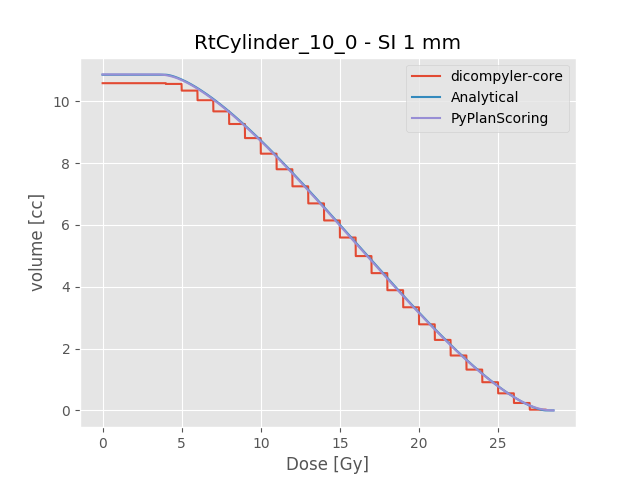 RtCylinder_10_0 - SI 1 mm
dicompyler-core
Analytical
PyPlanScoring
volume [cc]
10
8
6
4
2
0
0 5 10 15 20 25
Dose [Gy]